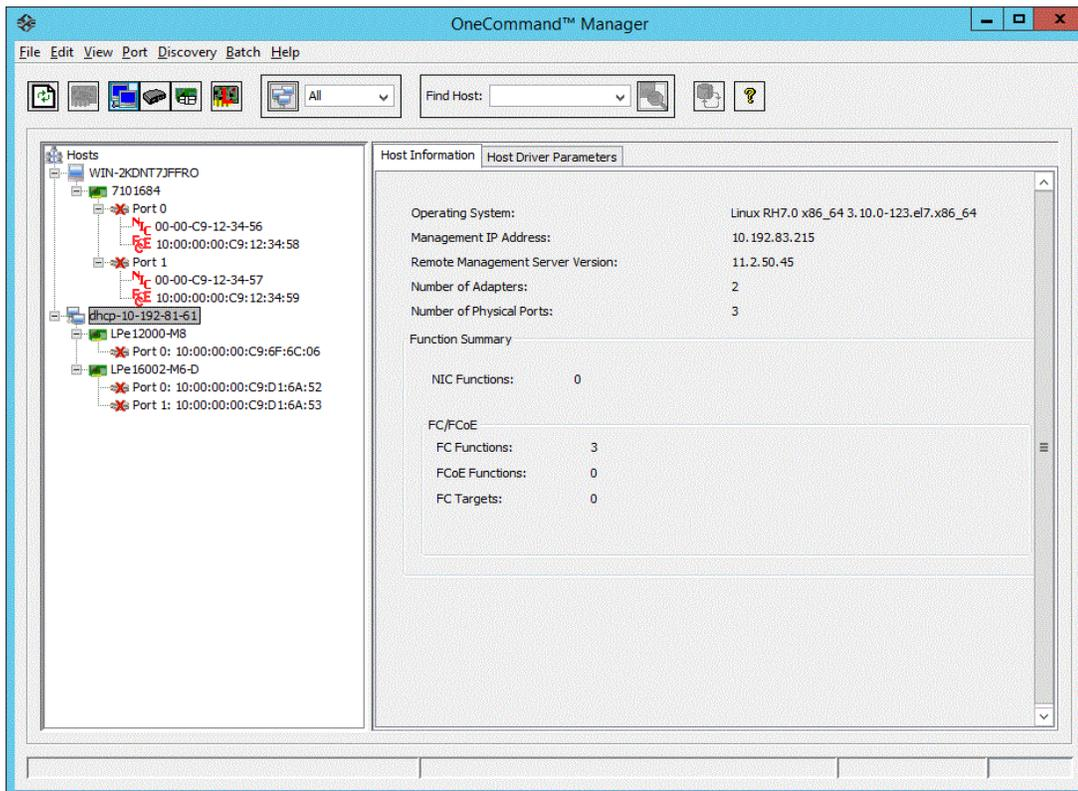 OneCommand™ Manager
File Edit View Port Discovery Batch Help
All
Find Host:
Hosts
WIN-2KDNT7JFFRO
7101684
Port 0
NIC 00-00-C9-12-34-56
FCoE 10:00:00:00:C9:12:34:58
Port 1
NIC 00-00-C9-12-34-57
FCoE 10:00:00:00:C9:12:34:59
dhcp-10-192-81-61
LPe12000-M8
Port 0: 10:00:00:00:C9:6F:6C:06
LPe16002-M6-D
Port 0: 10:00:00:00:C9:D1:6A:52
Port 1: 10:00:00:00:C9:D1:6A:53
Host Information Host Driver Parameters
Operating System: Linux RH7.0 x86_64 3.10.0-123.el7.x86_64
Management IP Address: 10.192.83.215
Remote Management Server Version: 11.2.50.45
Number of Adapters: 2
Number of Physical Ports: 3
Function Summary
NIC Functions: 0
FC/FCoE
FC Functions: 3
FCoE Functions: 0
FC Targets: 0